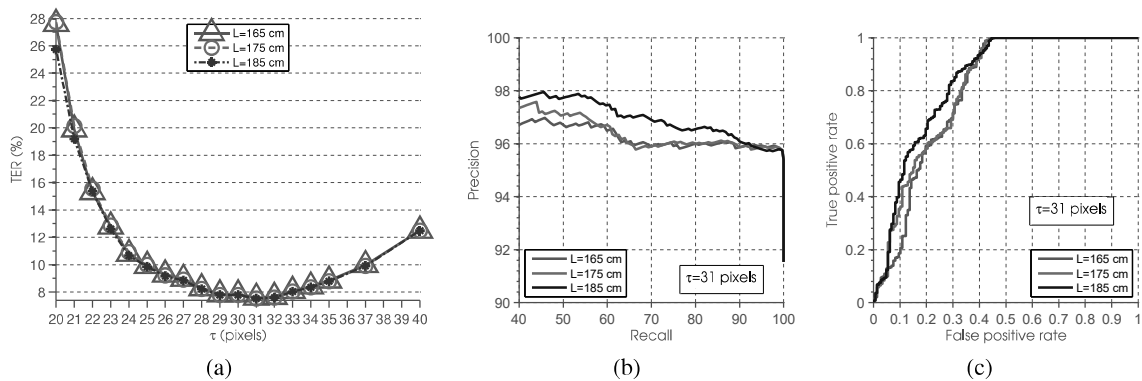 28
26
24
22
20
18
16
14
12
10
8
TER (%)
L=165 cm
L=175 cm
L=185 cm
20 21 22 23 24 25 26 27 28 29 30 31 32 33 34 35 36 37 38 39 40
τ (pixels)
(a)
100
98
96
94
92
90
Precision
L=165 cm
L=175 cm
L=185 cm
τ=31 pixels
40 50 60 70 80 90 100
Recall
(b)
1
0.8
0.6
0.4
0.2
0
True positive rate
τ=31 pixels
L=165 cm
L=175 cm
L=185 cm
0 0.1 0.2 0.3 0.4 0.5 0.6 0.7 0.8 0.9 1
False positive rate
(c)